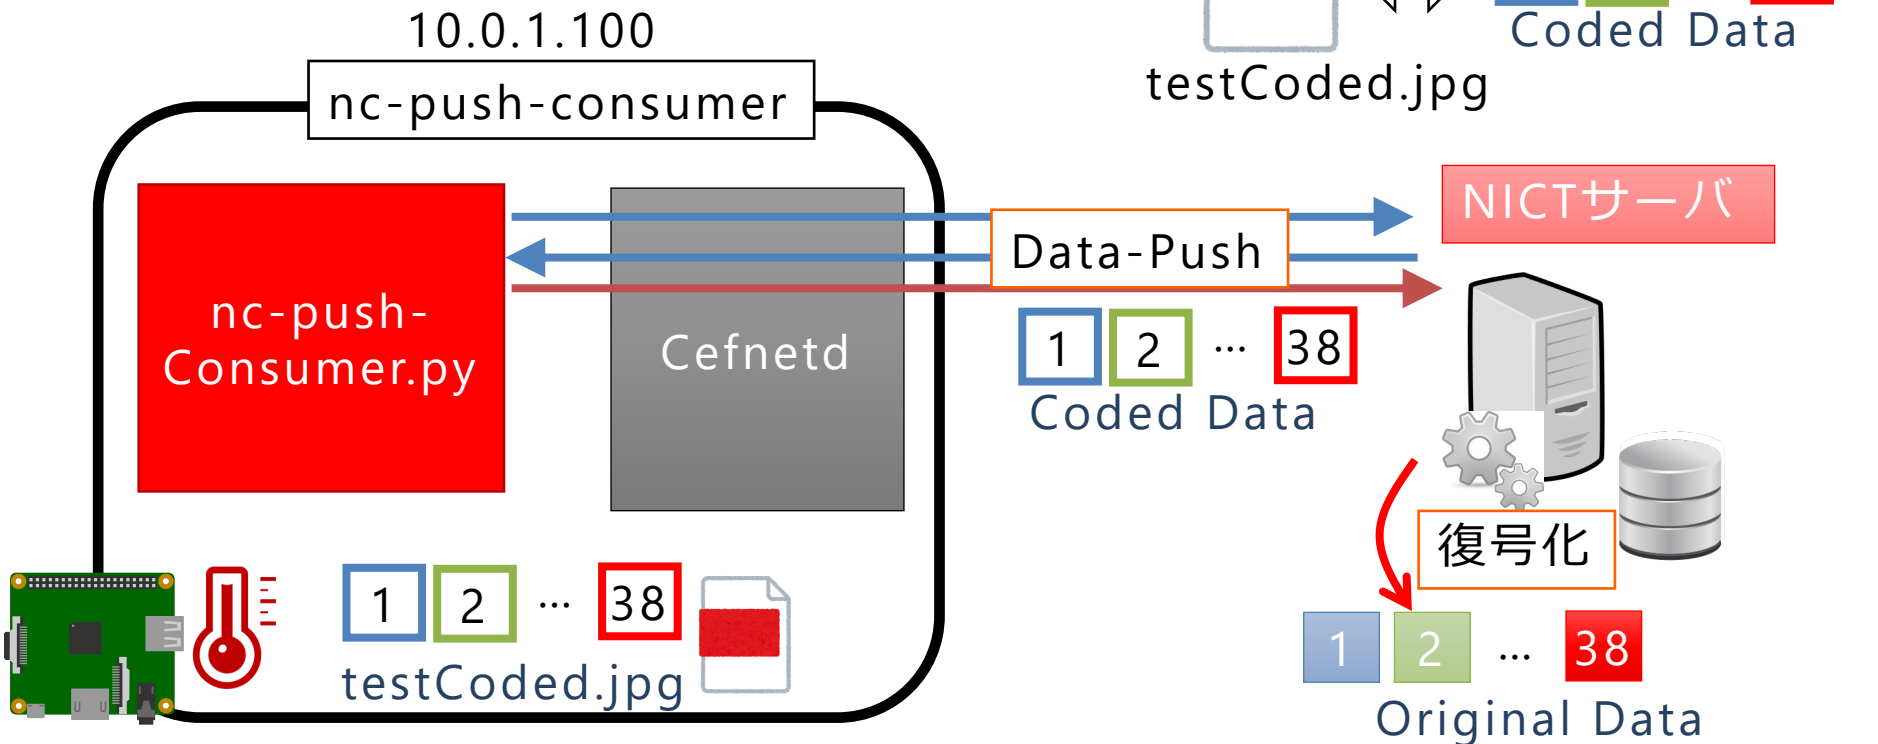 10.0.1.100
nc-push-consumer
Coded Data
testCoded.jpg
nc-push-
Consumer.py
Cefnetd
Data-Push
NICTサーバ
1 2 … 38
Coded Data
復号化
1 2 … 38
testCoded.jpg
1 2 … 38
Original Data